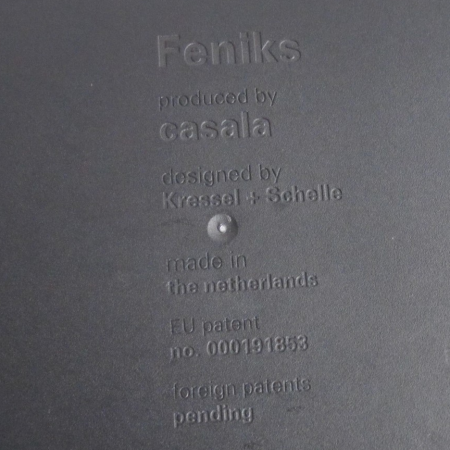 Feniks
produced by
casala
designed by
Kressel + Schelle
made in
the netherlands
EU patent
no. 000191853
foreign patents
pending